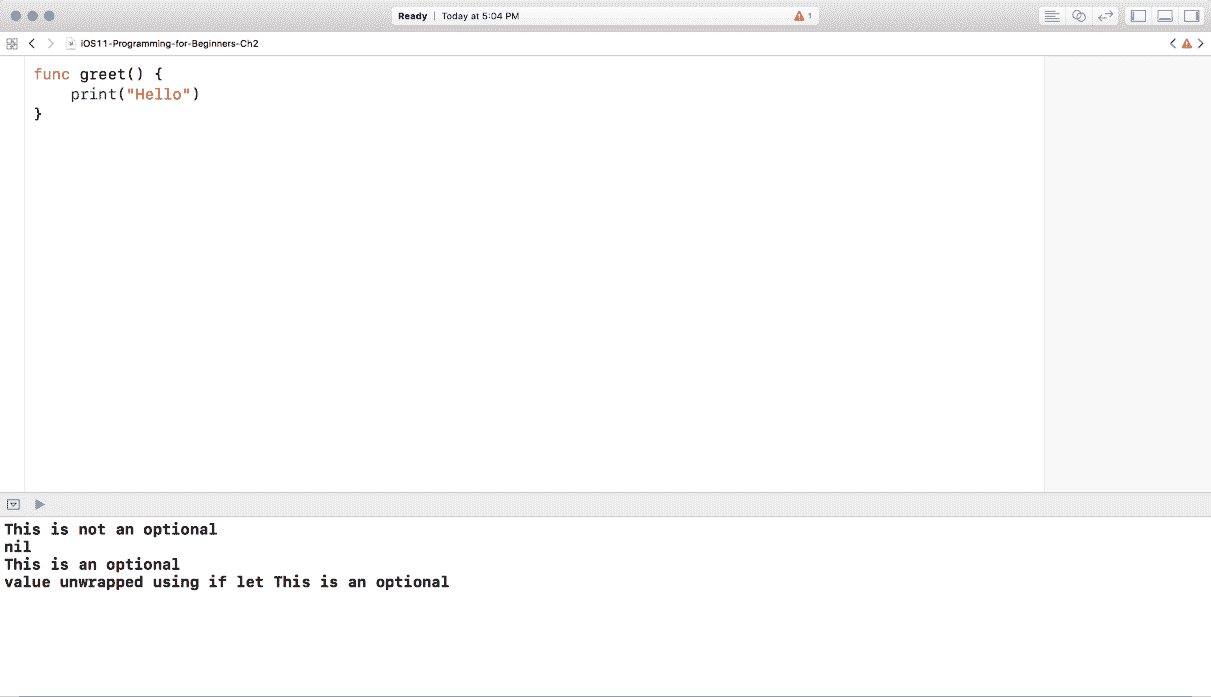 Ready | Today at 5:04 PM 1
iOS11-Programming-for-Beginners-Ch2
func greet() {
    print("Hello")
}
This is not an optional
nil
This is an optional
value unwrapped using if let This is an optional